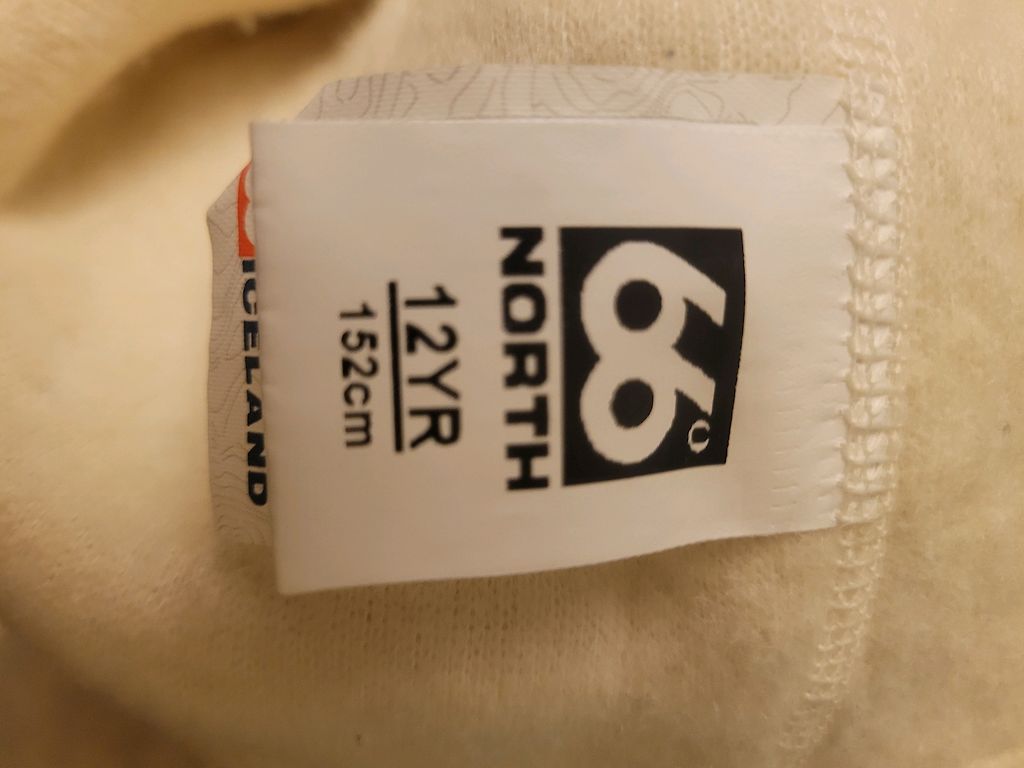 66°
NORTH
12YR
152cm
ICELAND